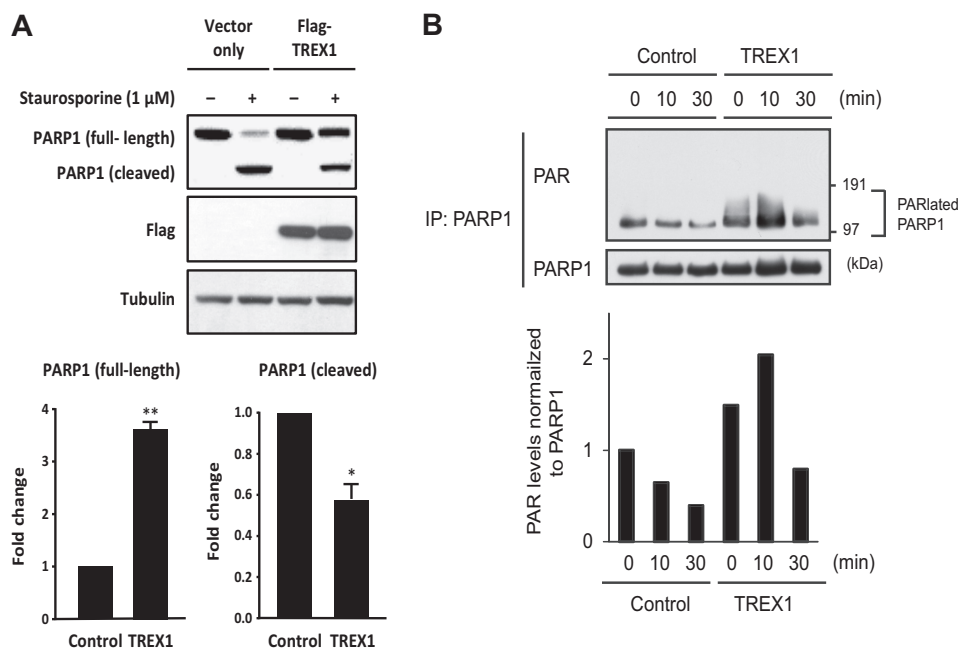 A
Vector only
Flag-TREX1
Staurosporine (1 µM) – + – +
PARP1 (full- length)
PARP1 (cleaved)
Flag
Tubulin
PARP1 (full-length)
Fold change
4
3
2
1
0
**
Control TREX1
PARP1 (cleaved)
Fold change
1.0
0.8
0.6
0.4
0.2
0.0
*
Control TREX1
B
Control TREX1
0 10 30 0 10 30 (min)
IP: PARP1
PAR
PARP1
191
97
(kDa)
PARlated
PARP1
PAR levels normailzed
to PARP1
2
1
0
0 10 30 0 10 30 (min)
Control TREX1